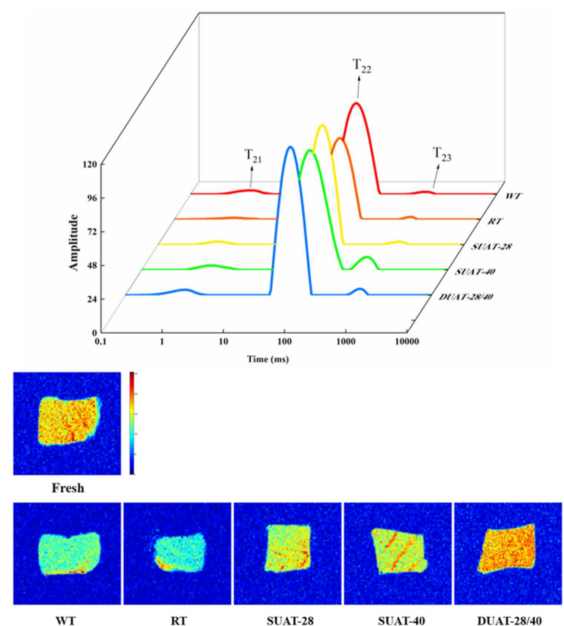 T22
T21
T23
120
96
72
48
24
0
Amplitude
WT
RT
SUAT-28
SUAT-40
DUAT-28/40
0.1
1
10
100
1000
10000
Time (ms)
Fresh
WT
RT
SUAT-28
SUAT-40
DUAT-28/40